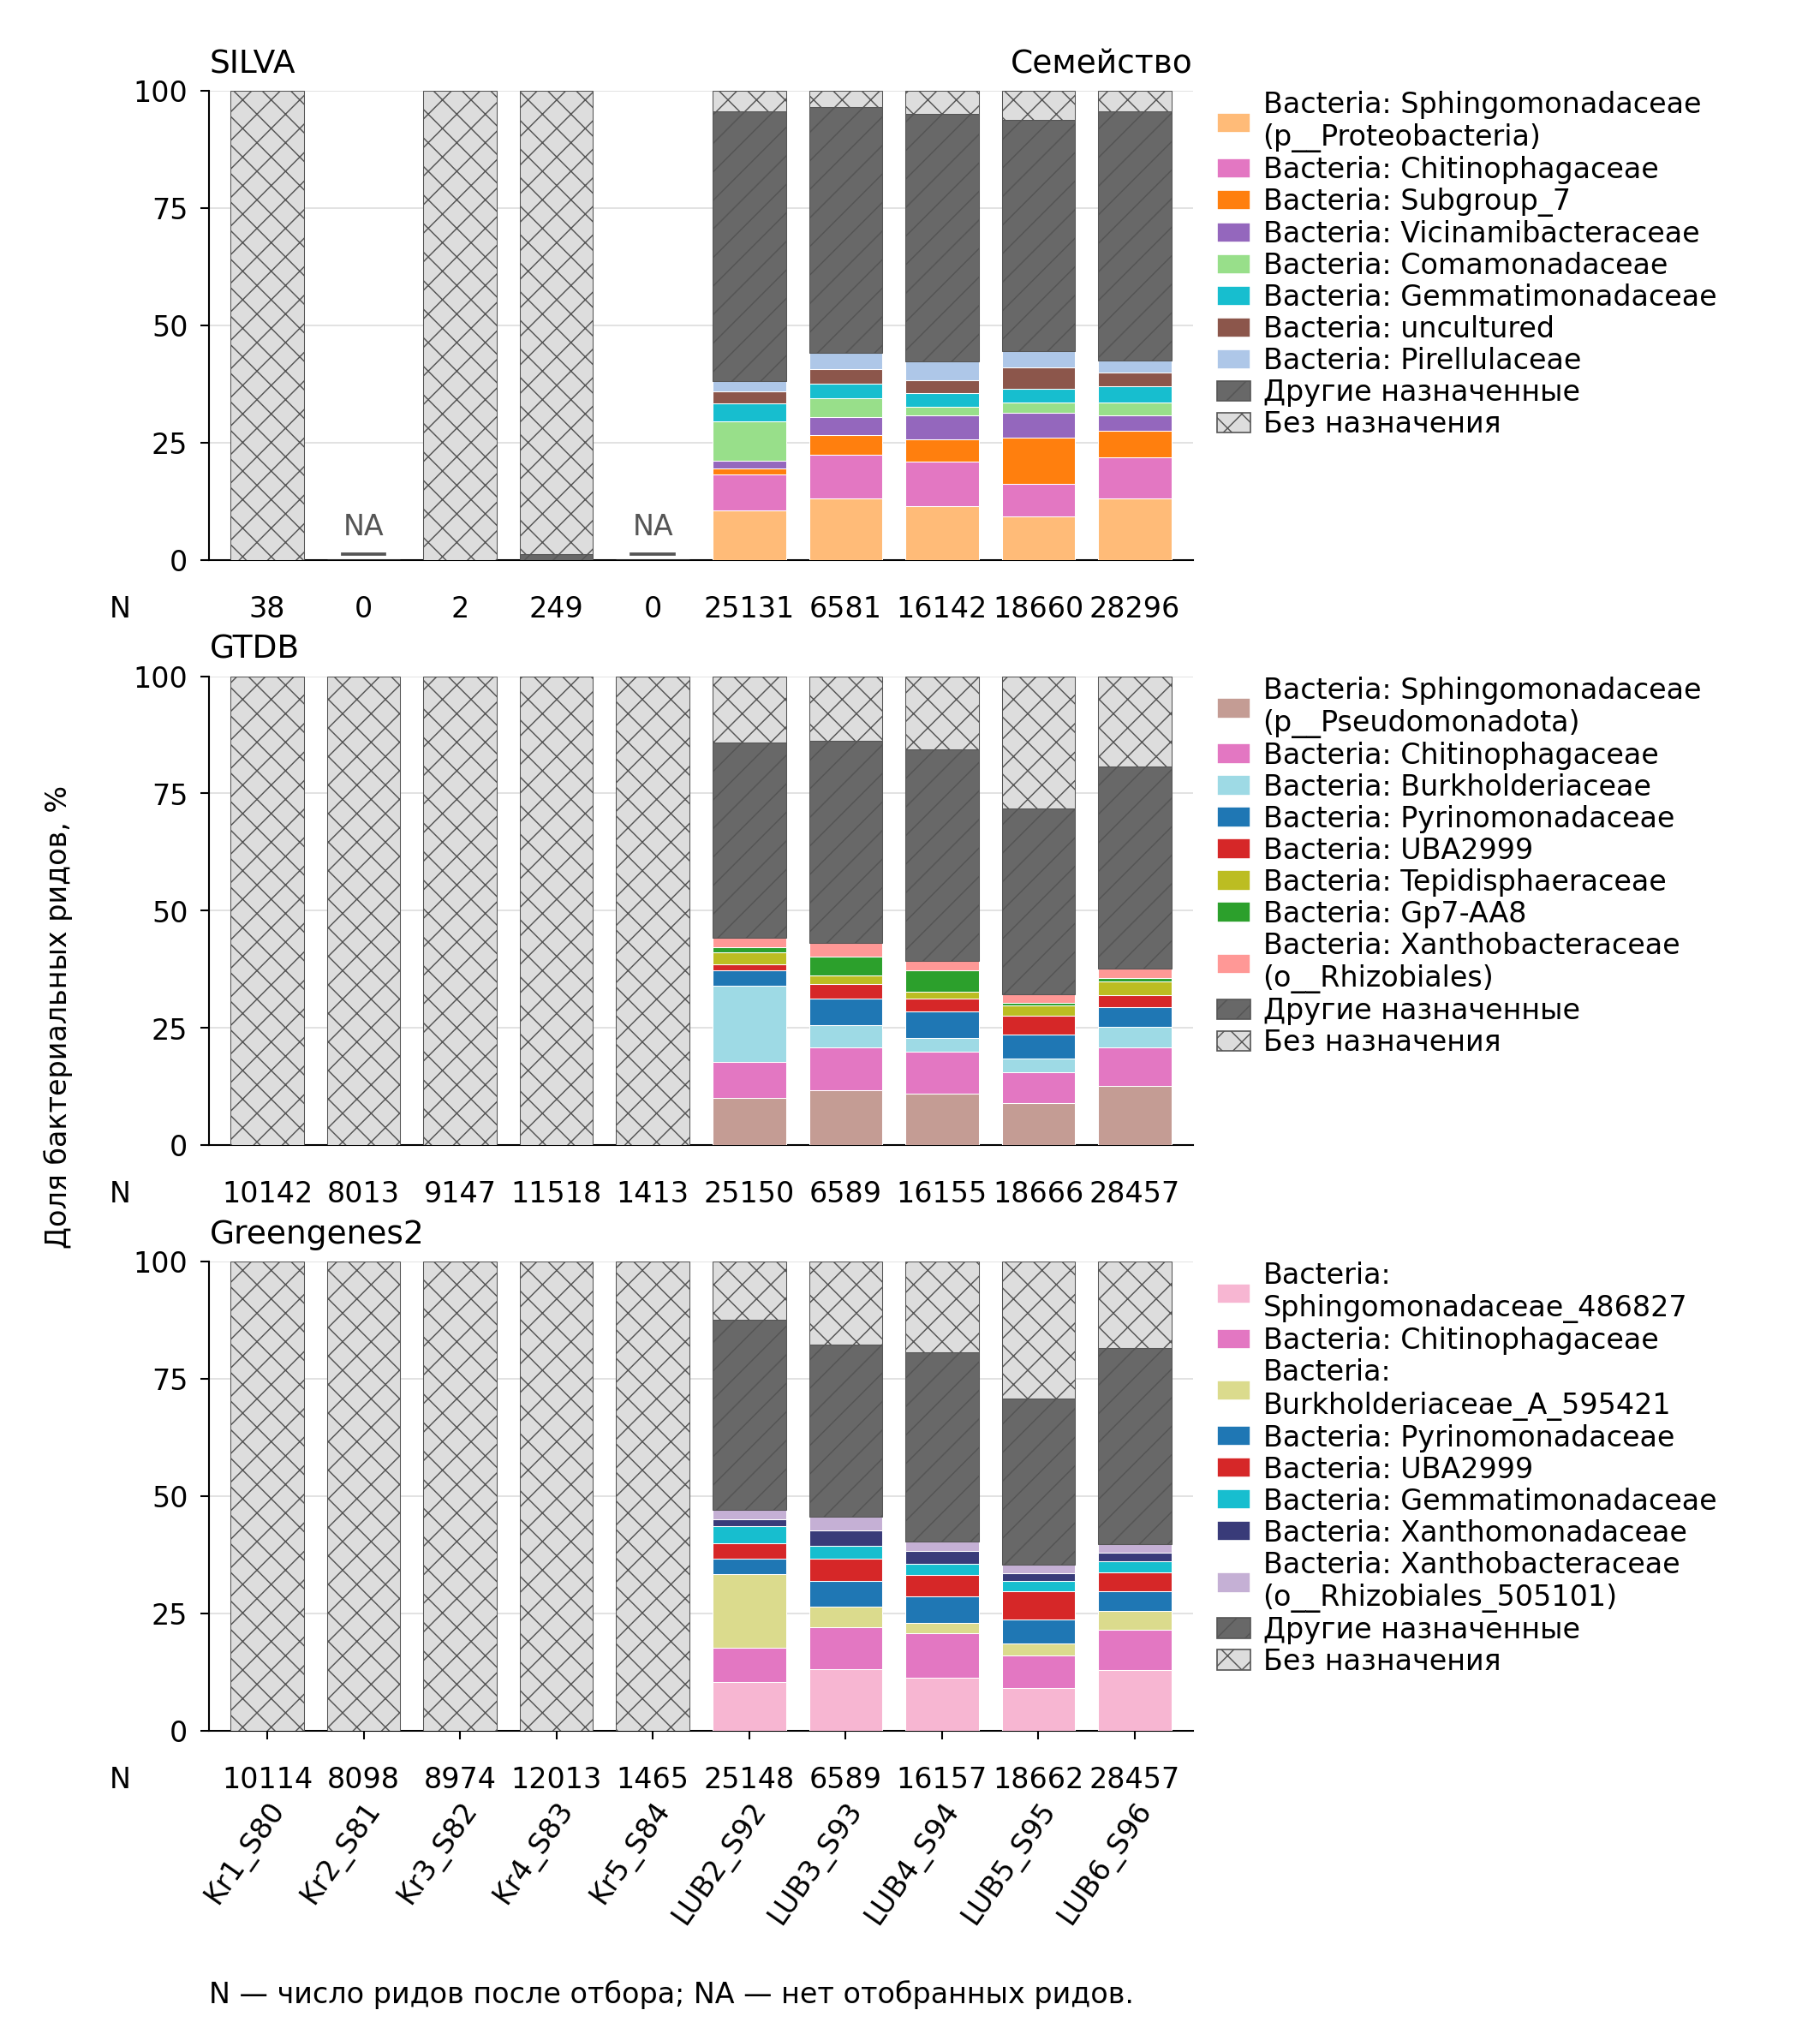 SILVA
Семейство
100
75
50
25
0
NA
NA
N 38 0 2 249 0 25131 6581 16142 18660 28296
Bacteria: Sphingomonadaceae
(p__Proteobacteria)
Bacteria: Chitinophagaceae
Bacteria: Subgroup_7
Bacteria: Vicinamibacteraceae
Bacteria: Comamonadaceae
Bacteria: Gemmatimonadaceae
Bacteria: uncultured
Bacteria: Pirellulaceae
Другие назначенные
Без назначения
Доля бактериальных ридов, %
GTDB
100
75
50
25
0
N 10142 8013 9147 11518 1413 25150 6589 16155 18666 28457
Bacteria: Sphingomonadaceae
(p__Pseudomonadota)
Bacteria: Chitinophagaceae
Bacteria: Burkholderiaceae
Bacteria: Pyrinomonadaceae
Bacteria: UBA2999
Bacteria: Tepidisphaeraceae
Bacteria: Gp7-AA8
Bacteria: Xanthobacteraceae
(o__Rhizobiales)
Другие назначенные
Без назначения
Greengenes2
100
75
50
25
0
N 10114 8098 8974 12013 1465 25148 6589 16157 18662 28457
Kr1_S80
Kr2_S81
Kr3_S82
Kr4_S83
Kr5_S84
LUB2_S92
LUB3_S93
LUB4_S94
LUB5_S95
LUB6_S96
Bacteria:
Sphingomonadaceae_486827
Bacteria: Chitinophagaceae
Bacteria:
Burkholderiaceae_A_595421
Bacteria: Pyrinomonadaceae
Bacteria: UBA2999
Bacteria: Gemmatimonadaceae
Bacteria: Xanthomonadaceae
Bacteria: Xanthobacteraceae
(o__Rhizobiales_505101)
Другие назначенные
Без назначения
N — число ридов после отбора; NA — нет отобранных ридов.